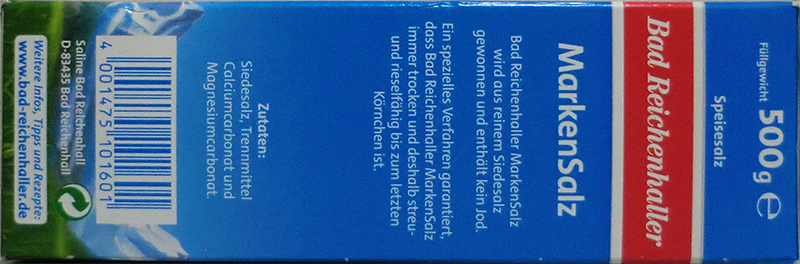 Füllgewicht 500g ℮
Speisesalz
Bad Reichenhaller
MarkenSalz
Bad Reichenhaller MarkenSalz
wird aus reinem Siedesalz
gewonnen und enthält kein Jod.
Ein spezielles Verfahren garantiert,
dass Bad Reichenhaller MarkenSalz
immer trocken und deshalb streu-
und rieselfähig bis zum letzten
Körnchen ist.
Zutaten:
Siedesalz, Trennmittel
Calciumcarbonat und
Magnesiumcarbonat.
4 001475 101601
Saline Bad Reichenhall
D-83435 Bad Reichenhall
Weitere Infos, Tipps und Rezepte:
www.bad-reichenhaller.de